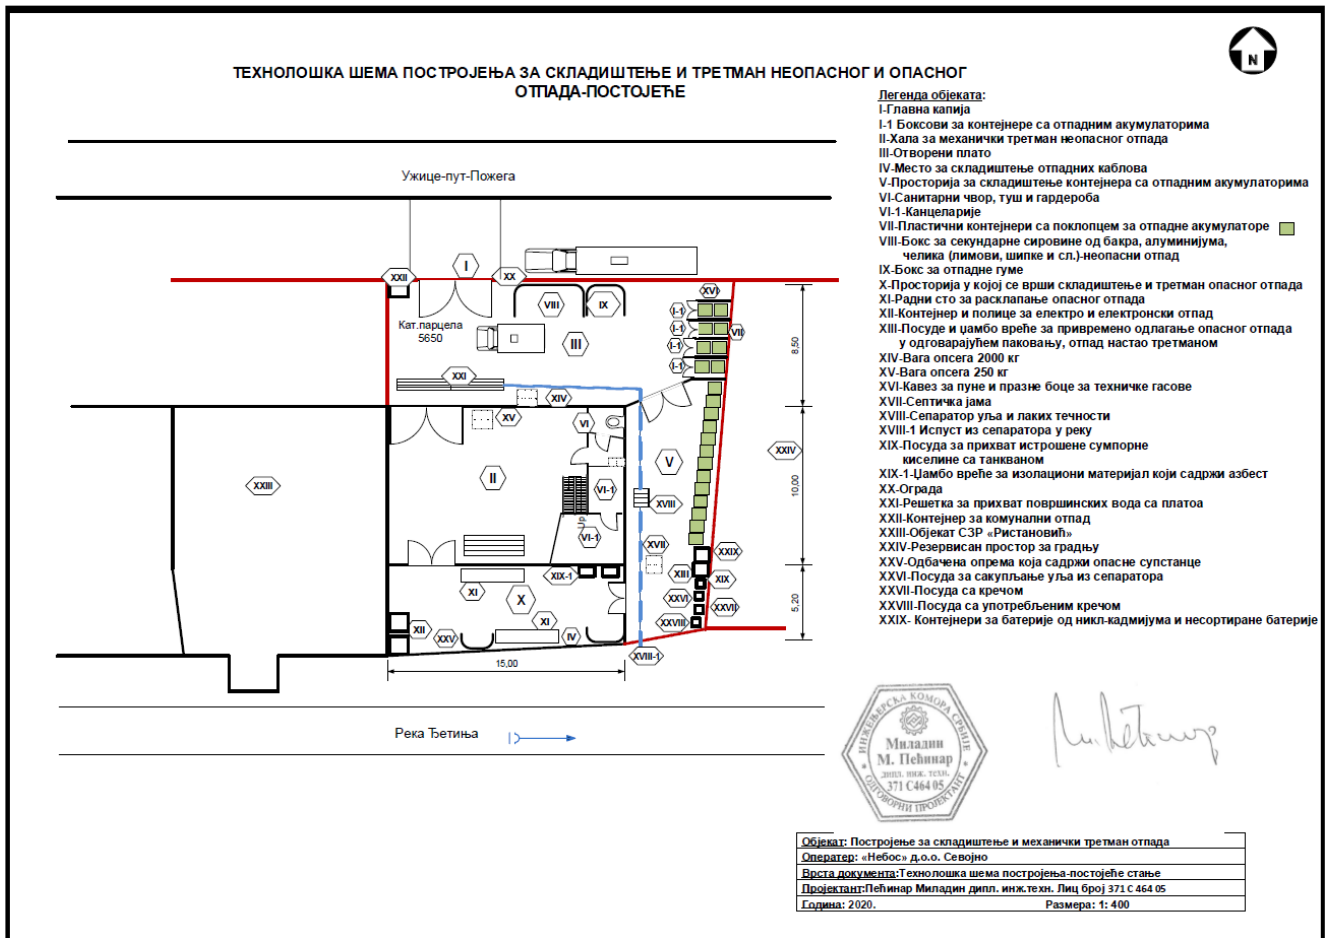 N
ТЕХНОЛОШКА ШЕМА ПОСТРОЈЕЊА ЗА СКЛАДИШТЕЊЕ И ТРЕТМАН НЕОПАСНОГ И ОПАСНОГ
ОТПАДА-ПОСТОЈЕЋЕ
Легенда објеката:
I-Главна капија
I-1 Боксови за контејнере са отпадним акумулаторима
II-Хала за механички третман неопасног отпада
III-Отворени плато
IV-Место за складиштење отпадних каблова
V-Просторија за складиштење контејнера са отпадним акумулаторима
VI-Санитарни чвор, туш и гардероба
VI-1-Канцеларије
VII-Пластични контејнери са поклопцем за отпадне акумулаторе
VIII-Бокс за секундарне сировине од бакра, алуминијума,
челика (лимови, шипке и сл.)-неопасни отпад
IX-Бокс за отпадне гуме
X-Просторија у којој се врши складиштење и третман опасног отпада
XI-Радни сто за расклапање опасног отпада
XII-Контејнер и полице за електро и електронски отпад
XIII-Посуде и џамбо вреће за привремено одлагање опасног отпада
у одговарајућем паковању, отпад настао третманом
XIV-Вага опсега 2000 кг
XV-Вага опсега 250 кг
XVI-Кавез за пуне и празне боце за техничке гасове
XVII-Септичка јама
XVIII-Сепаратор уља и лаких течности
XVIII-1 Испуст из сепаратора у реку
XIX-Посуда за прихват истрошене сумпорне
киселине са танкваном
XIX-1-Џамбо вреће за изолациони материјал који садржи азбест
XX-Ограда
XXI-Решетка за прихват површинских вода са платоа
XXII-Контејнер за комунални отпад
XXIII-Објекат СЗР «Ристановић»
XXIV-Резервисан простор за градњу
XXV-Одбачена опрема која садржи опасне супстанце
XXVI-Посуда за сакупљање уља из сепаратора
XXVII-Посуда са кречом
XXVIII-Посуда са употребљеним кречом
XXIX- Контејнери за батерије од никл-кадмијума и несортиране батерије
Ужице-пут-Пожега
XXII
I
XX
XVI
VIII
IX
I-1
I-1
VII
I-1
I-1
Кат.парцела
5650
III
8,50
XXI
XIV
XV
VI
XXIV
V
II
VI-1
XXIII
10,00
XVIII
Up
VI-1
XVII
XXIX
XIX-1
XIII
XIX
XI
X
XXVI
XXVII
5,20
XII
XI
XXV
IV
XXVIII
XVIII-1
15,00
Река Ђетиња
ИНЖЕЊЕРСКА КОМОРА СРБИЈЕ
Миладин
М. Пећинар
дипл. инж. техн.
371 С464 05
ОДГОВОРНИ ПРОЈЕКТАНТ
Објекат: Постројење за складиштење и механички третман отпада
Оператер: «Небос» д.о.о. Севојно
Врста документа:Технолошка шема постројења-постојеће стање
Пројектант:Пећинар Миладин дипл. инж.техн. Лиц број 371 С 464 05
Година: 2020. Размера: 1: 400